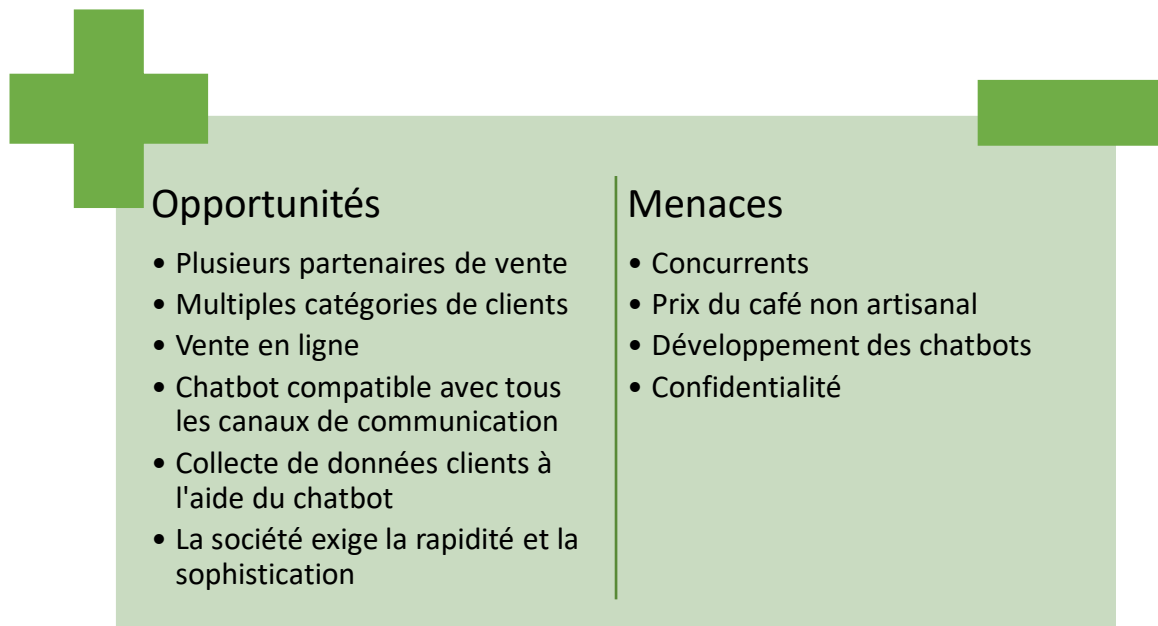 Opportunités
• Plusieurs partenaires de vente
• Multiples catégories de clients
• Vente en ligne
• Chatbot compatible avec tous
les canaux de communication
• Collecte de données clients à
l'aide du chatbot
• La société exige la rapidité et la
sophistication
Menaces
• Concurrents
• Prix du café non artisanal
• Développement des chatbots
• Confidentialité